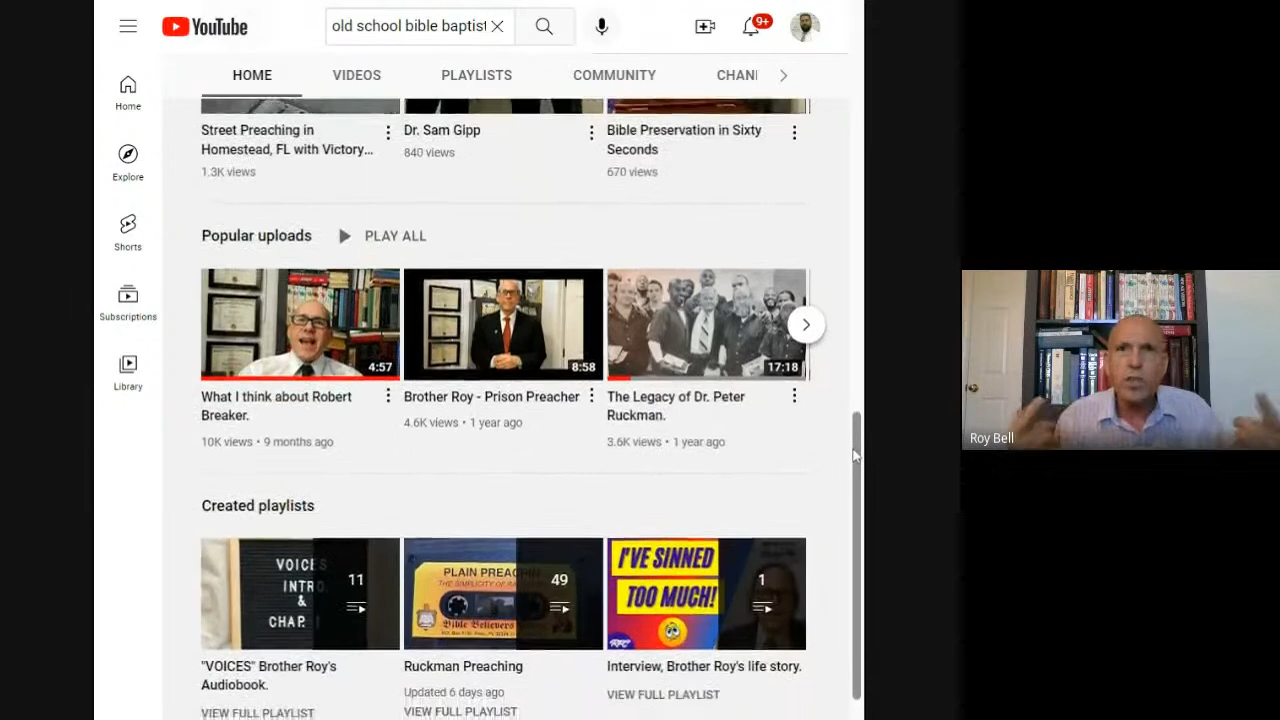 YouTube
old school bible baptist
9+
HOME VIDEOS PLAYLISTS COMMUNITY CHAN
Home
Explore
Shorts
Subscriptions
Library
Street Preaching in
Homestead, FL with Victory...
1.3K views
Dr. Sam Gipp
840 views
Bible Preservation in Sixty
Seconds
670 views
Popular uploads PLAY ALL
4:57
What I think about Robert
Breaker.
10K views • 9 months ago
8:58
Brother Roy - Prison Preacher
4.6K views • 1 year ago
17:18
The Legacy of Dr. Peter
Ruckman.
3.6K views • 1 year ago
Roy Bell
Created playlists
VOICES
INTRO
&
CHAP.
11
"VOICES" Brother Roy's
Audiobook.
VIEW FULL PLAYLIST
PLAIN PREACHIN
THE SIMPLICITY OF
Bible Believers
49
Ruckman Preaching
Updated 6 days ago
VIEW FULL PLAYLIST
I'VE SINNED
TOO MUCH!
1
Interview, Brother Roy's life story.
VIEW FULL PLAYLIST